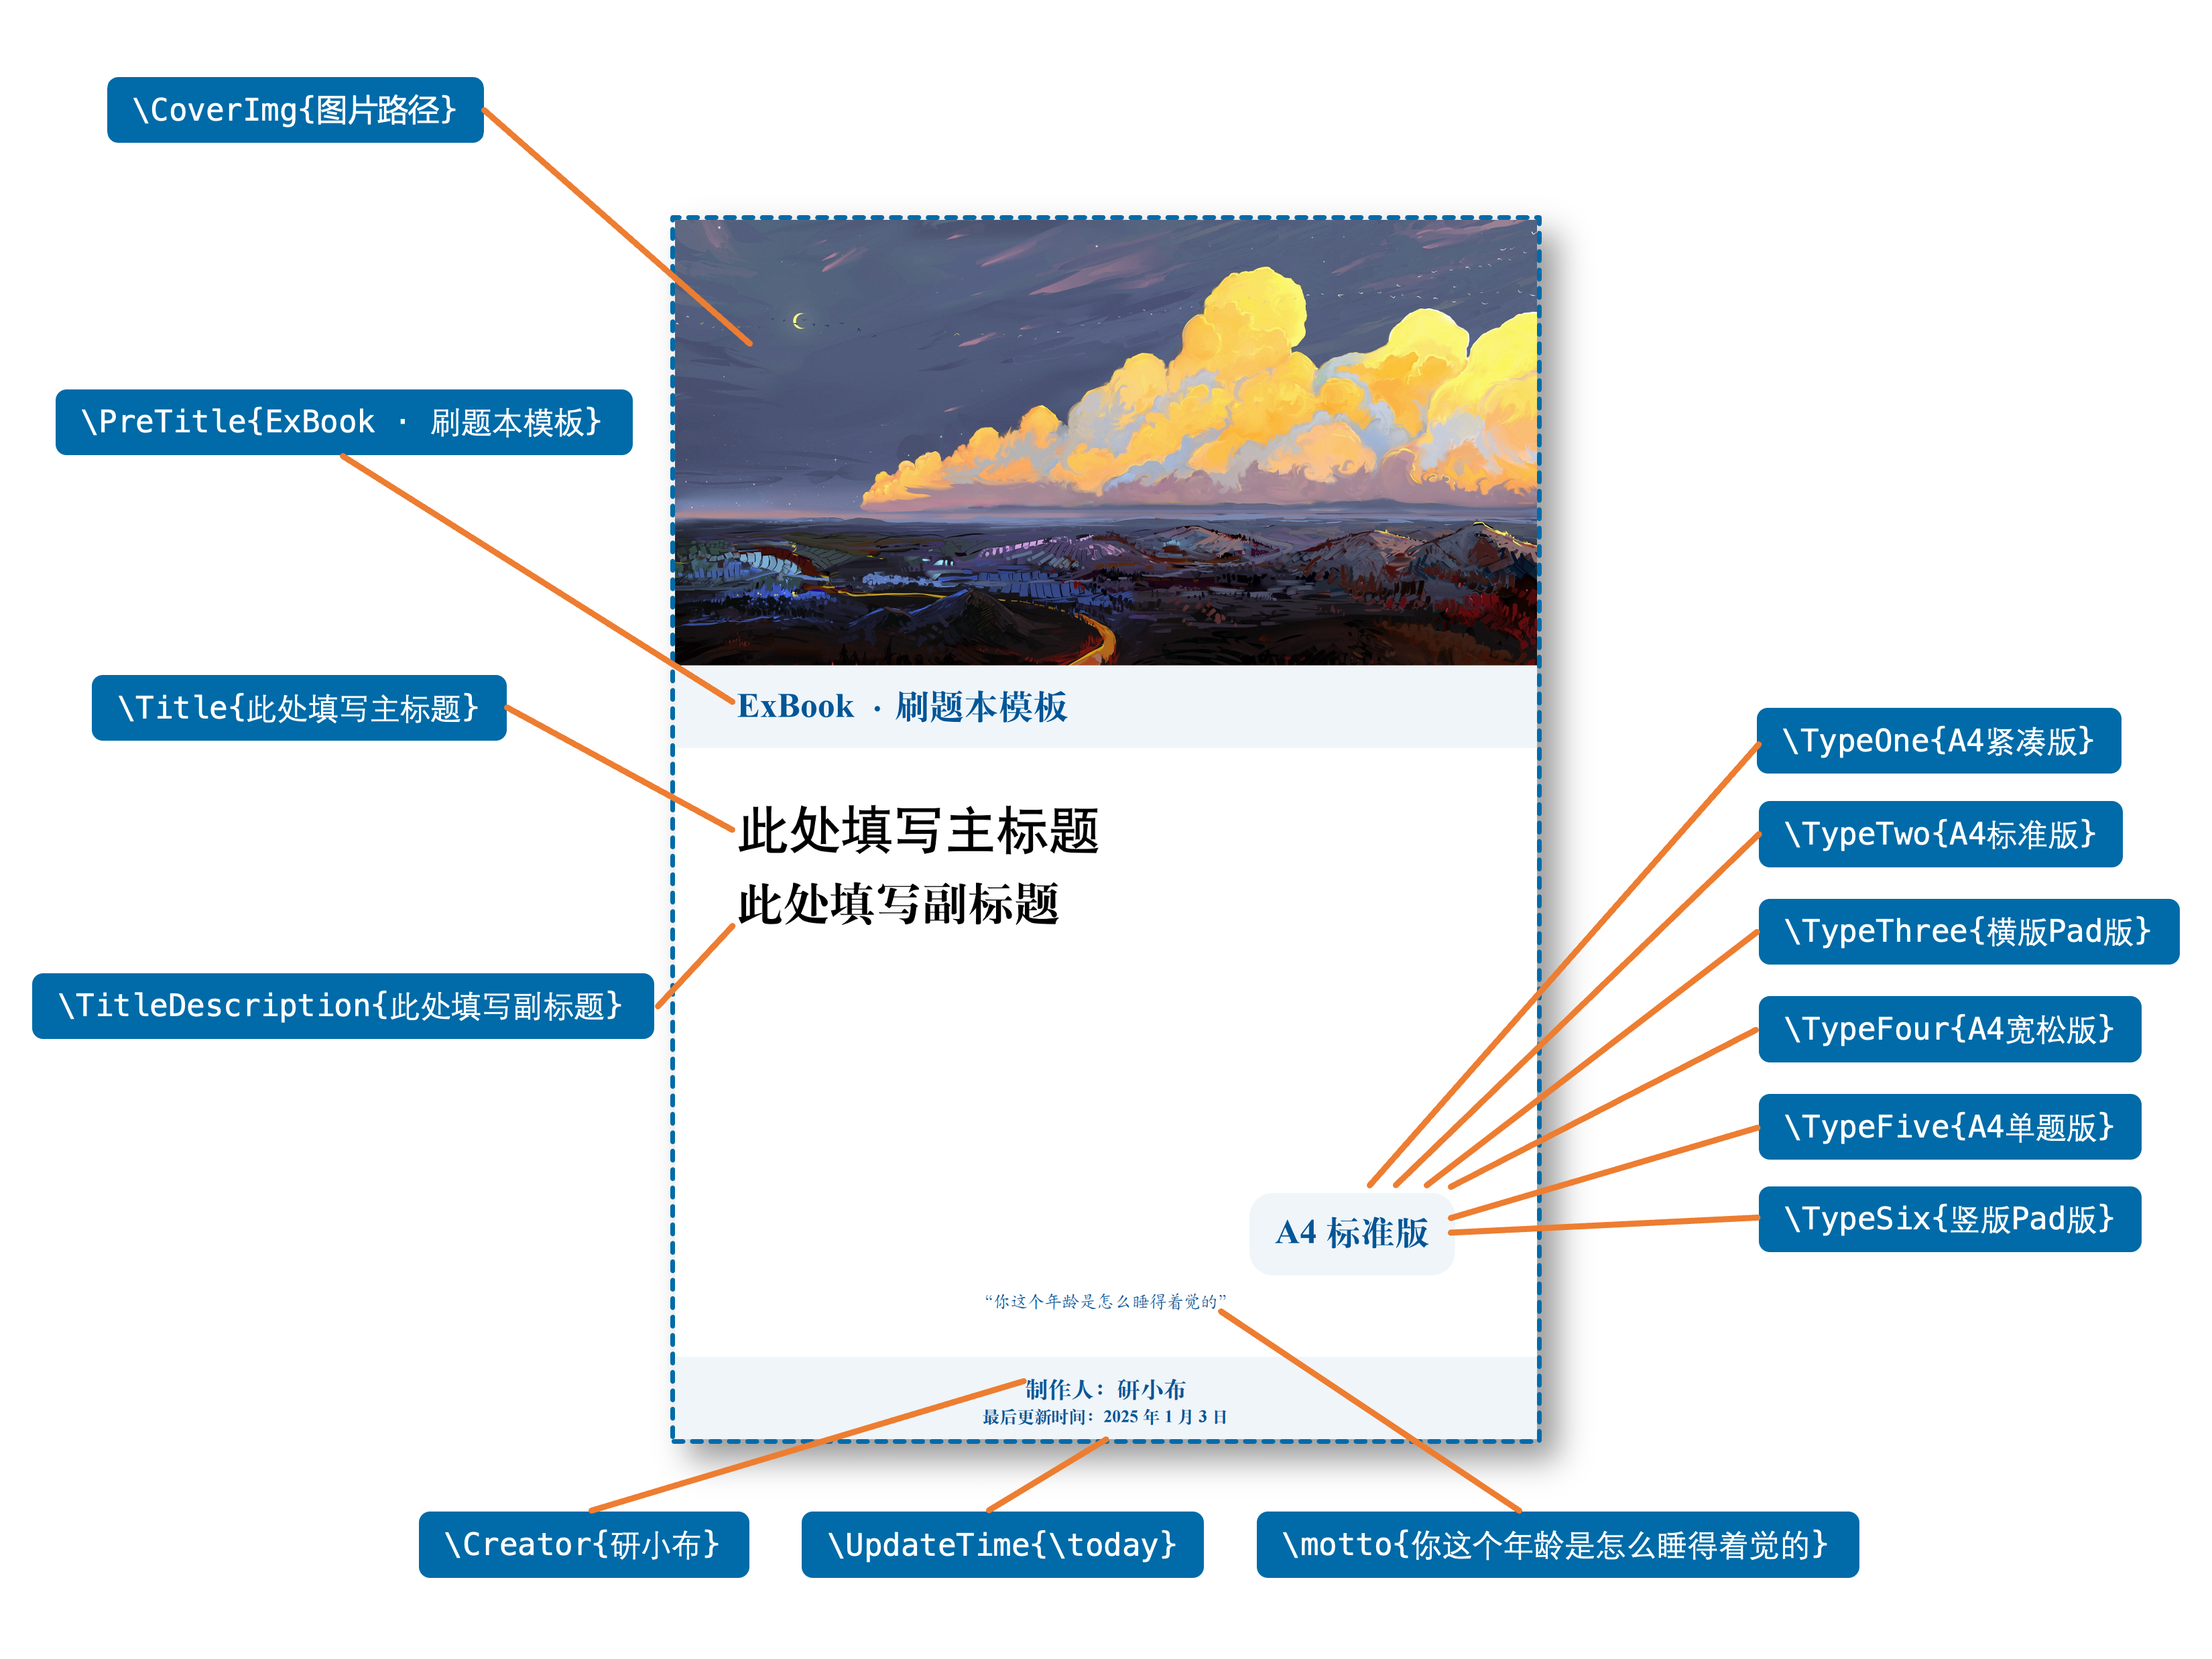 \CoverImg{图片路径}
\PreTitle{ExBook · 刷题本模板}
\Title{此处填写主标题}
\TitleDescription{此处填写副标题}
ExBook · 刷题本模板
此处填写主标题
此处填写副标题
A4 标准版
“你这个年龄是怎么睡得着觉的”
制作人：研小布
最后更新时间：2025 年 1 月 3 日
\TypeOne{A4紧凑版}
\TypeTwo{A4标准版}
\TypeThree{横版Pad版}
\TypeFour{A4宽松版}
\TypeFive{A4单题版}
\TypeSix{竖版Pad版}
\Creator{研小布}
\UpdateTime{\today}
\motto{你这个年龄是怎么睡得着觉的}